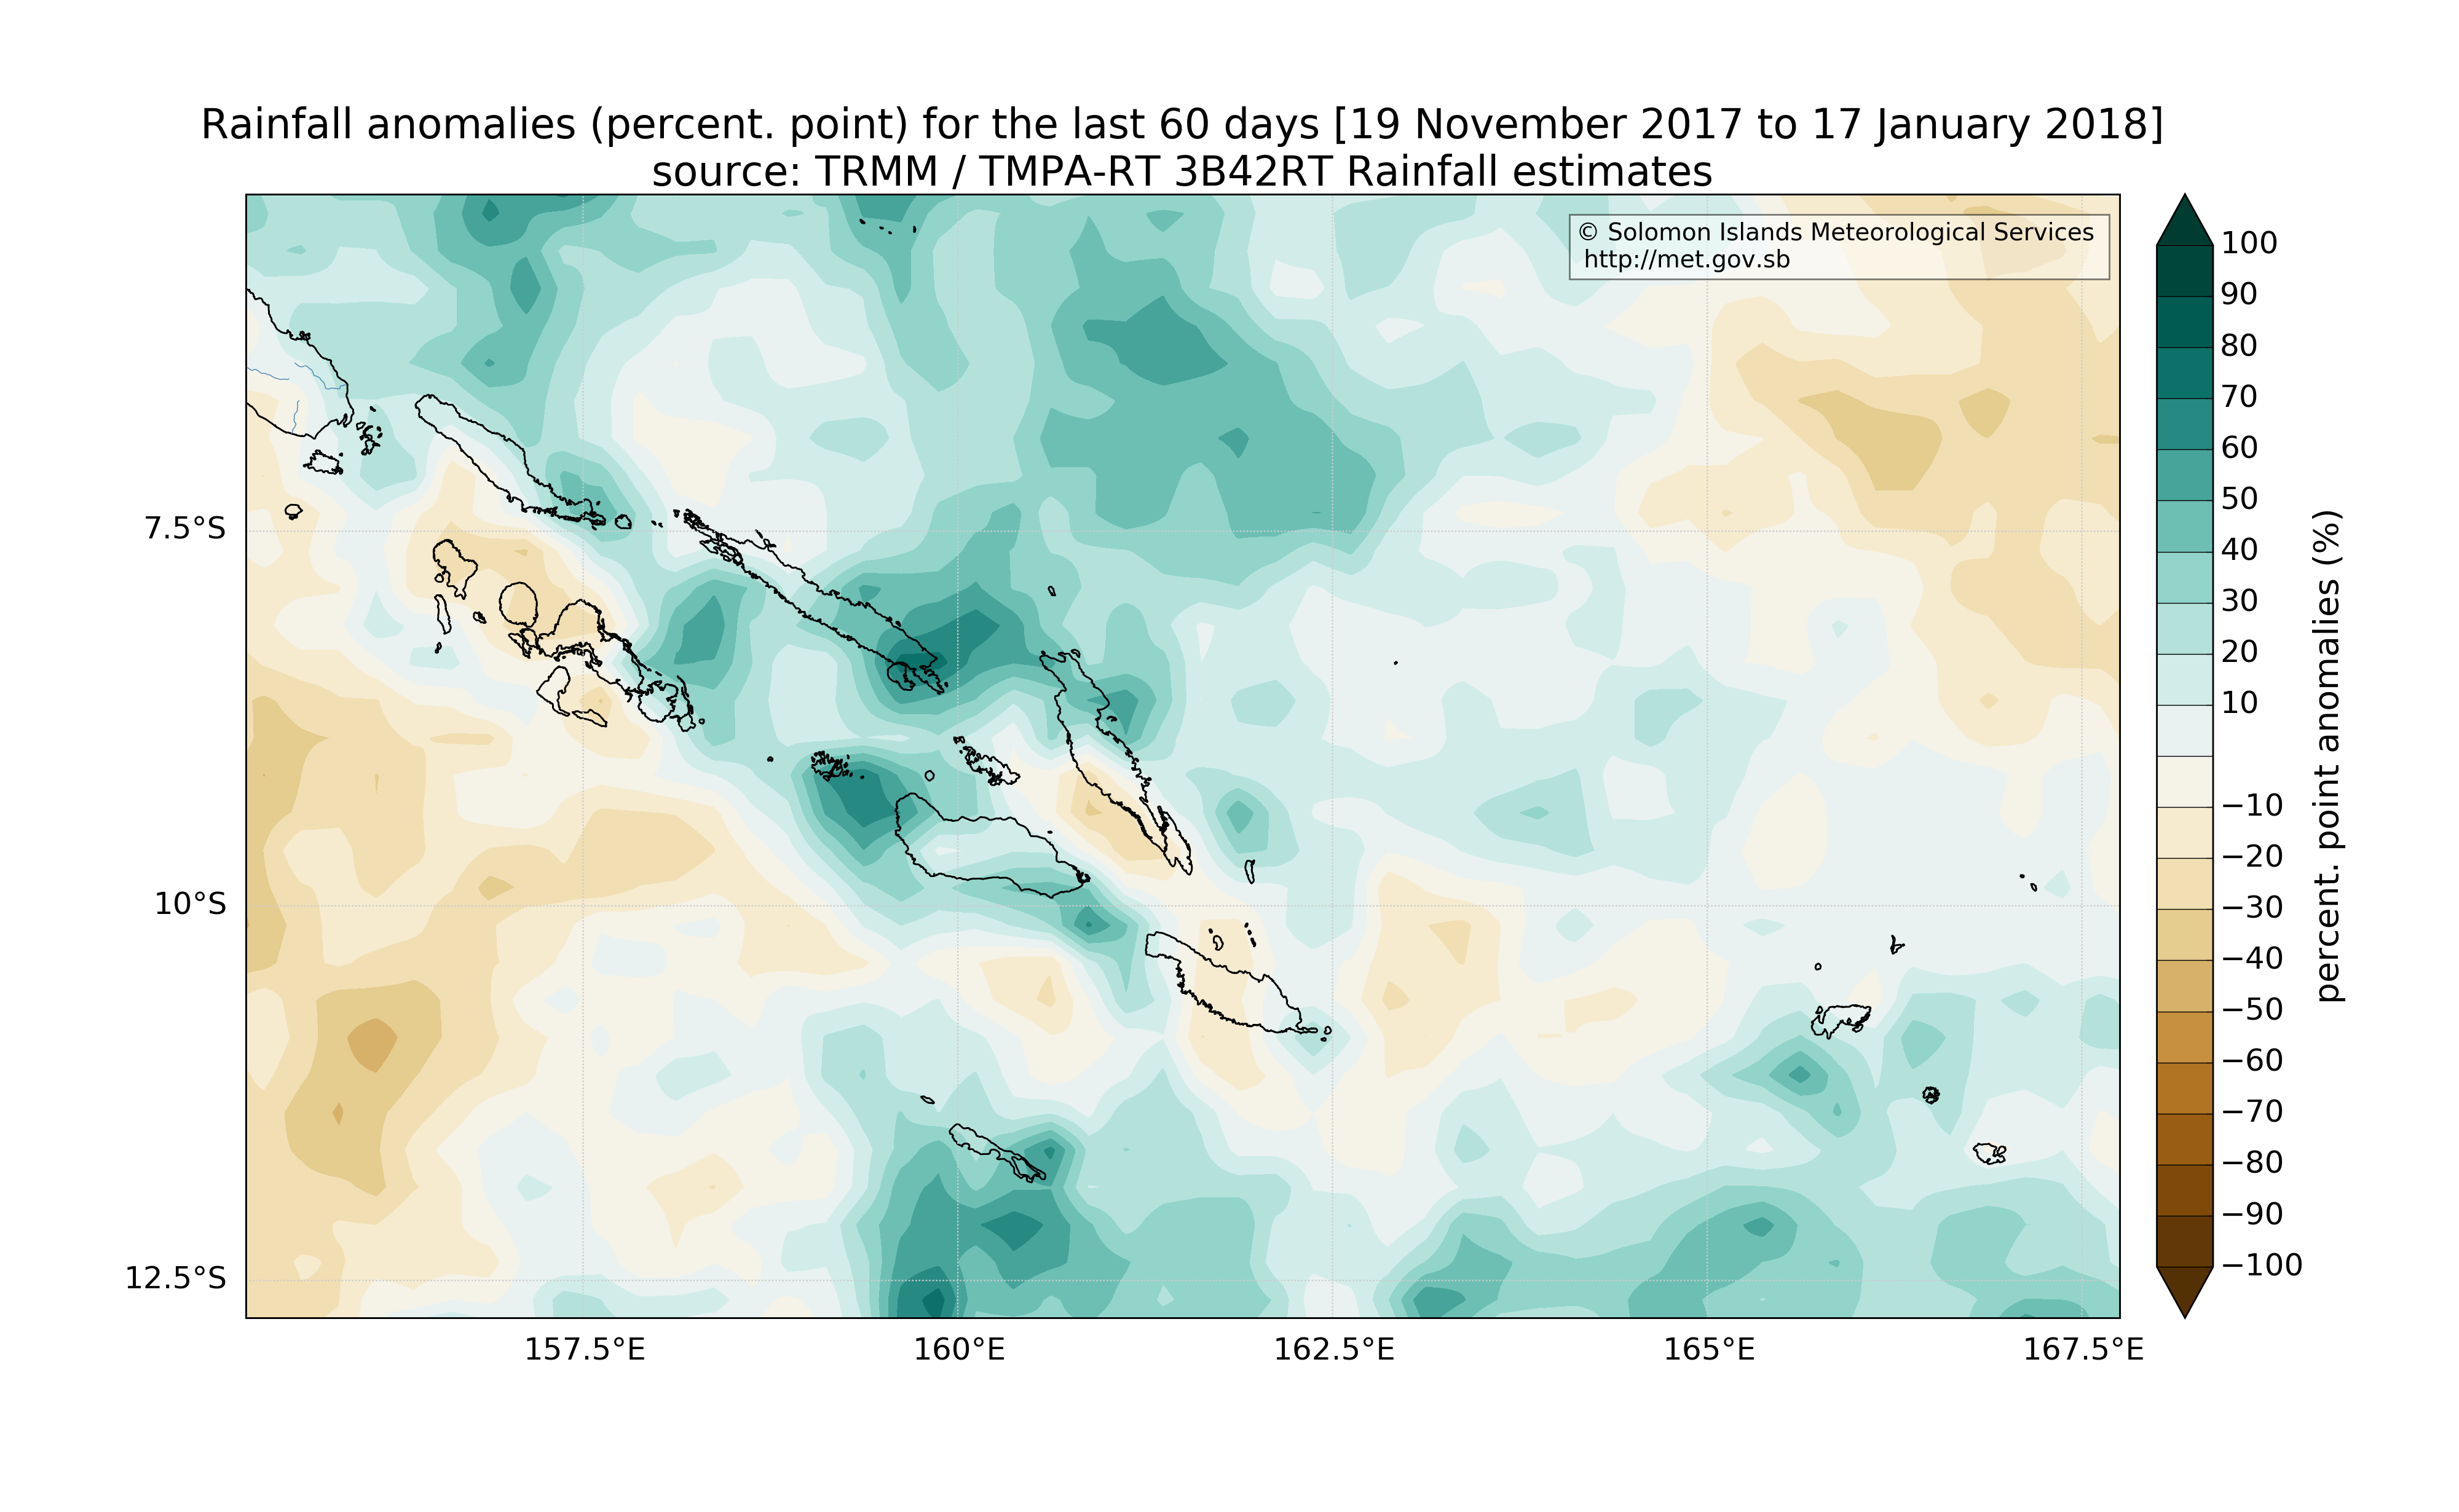 Rainfall anomalies (percent. point) for the last 60 days [19 November 2017 to 17 January 2018]
source: TRMM / TMPA-RT 3B42RT Rainfall estimates
© Solomon Islands Meteorological Services
http://met.gov.sb
7.5°S
10°S
12.5°S
157.5°E
160°E
162.5°E
165°E
167.5°E
100
90
80
70
60
50
40
30
20
10
−10
−20
−30
−40
−50
−60
−70
−80
−90
−100
percent. point anomalies (%)